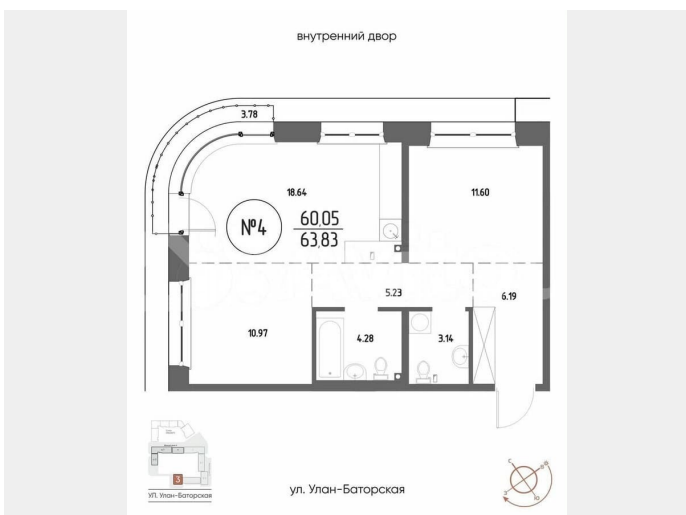 внутренний двор
3.78
18.64
11.60
№4
60,05
63,83
5.23
6.19
10.97
4.28
3.14
3
УЛ. Улан-Баторская
ул. Улан-Баторская
С
В
З
Ю